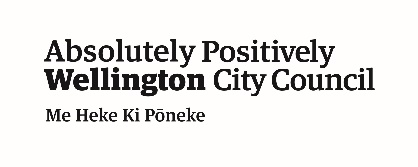 Absolutely Positively
Wellington City Council
Me Heke Ki Pōneke